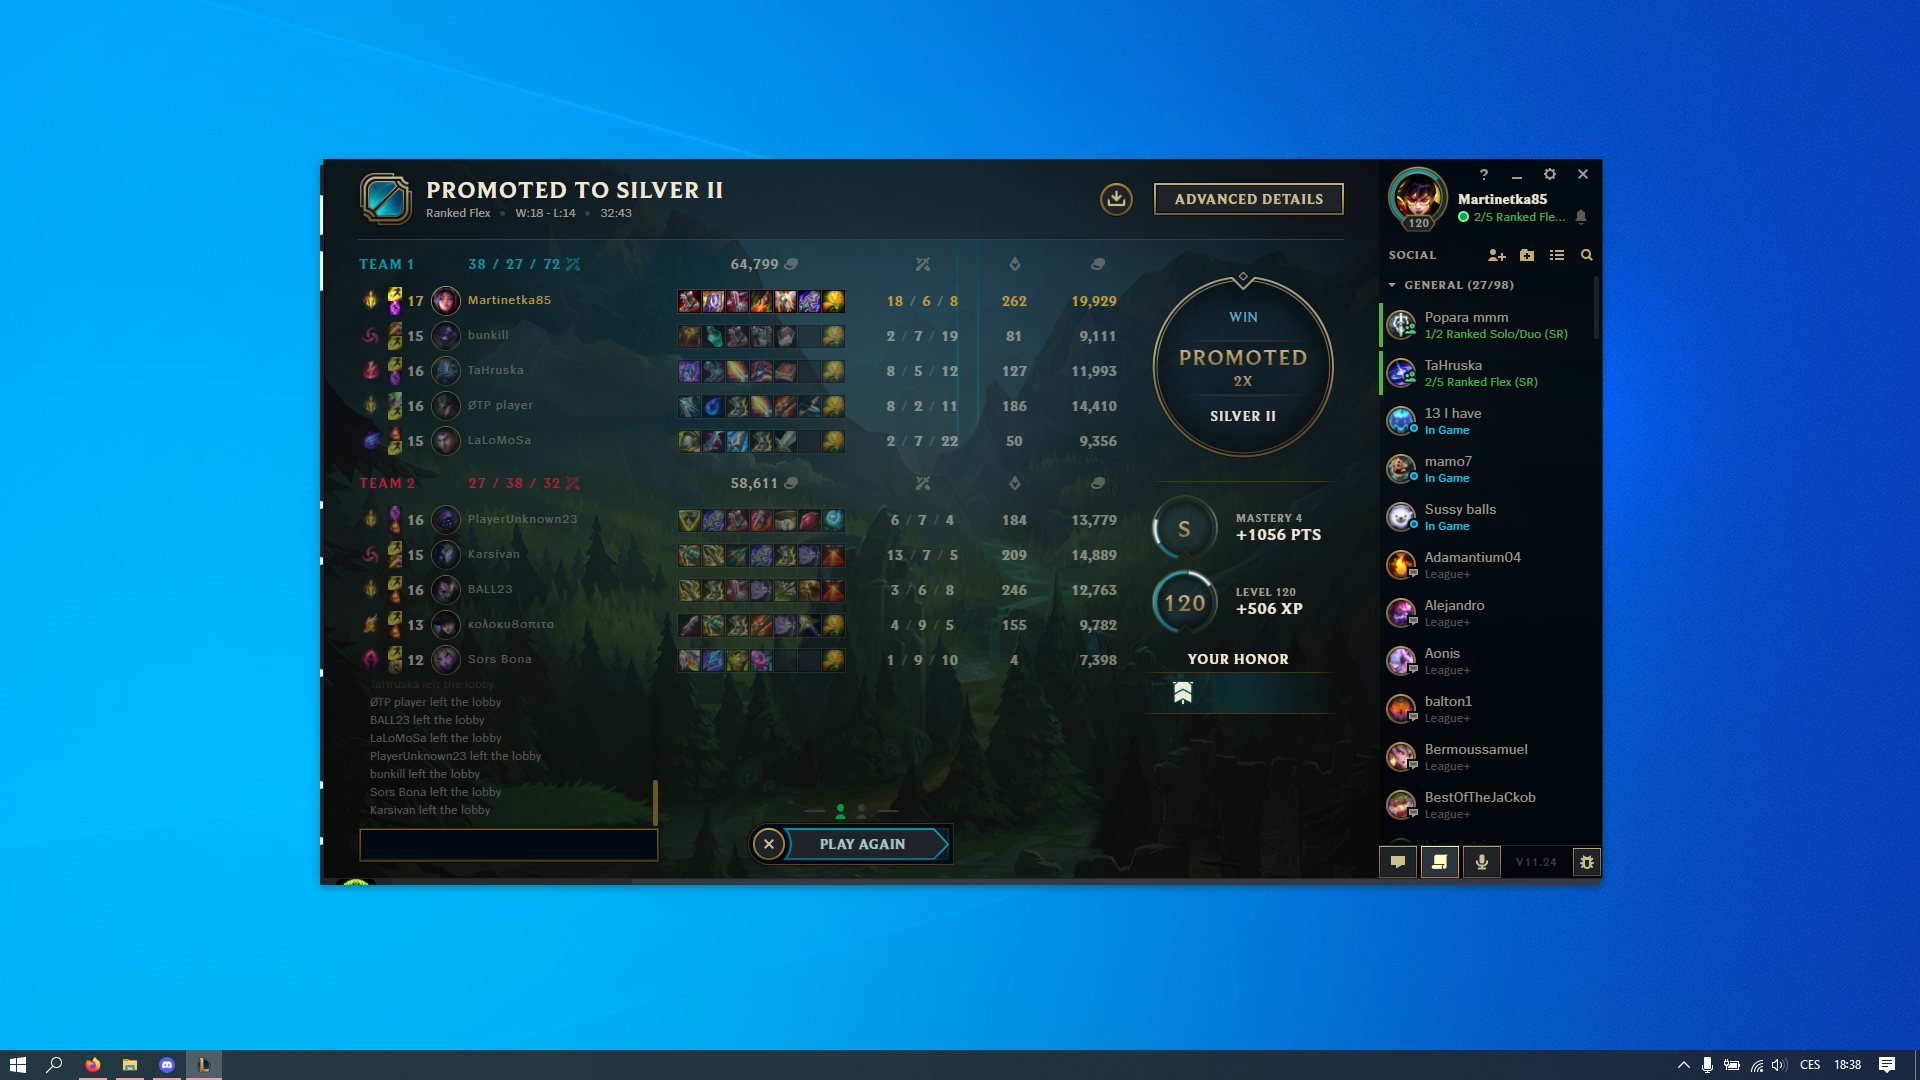 PROMOTED TO SILVER II
Ranked Flex • W:18 - L:14 • 32:43
ADVANCED DETAILS
TEAM 1 38 / 27 / 72 64,799
17 Martinetka85 18 / 6 / 8 262 19,929
15 bunkill 2 / 7 / 19 81 9,111
16 TaHruska 8 / 5 / 12 127 11,993
16 ØTP player 8 / 2 / 11 186 14,410
15 LaLoMoSa 2 / 7 / 22 50 9,356
TEAM 2 27 / 38 / 32 58,611
16 PlayerUnknown23 6 / 7 / 4 184 13,779
15 Karsivan 13 / 7 / 5 209 14,889
16 BALL23 3 / 6 / 8 246 12,763
13 κολοκυ8οπιτα 4 / 9 / 5 155 9,782
12 Sors Bona 1 / 9 / 10 4 7,398
TaHruska left the lobby
ØTP player left the lobby
BALL23 left the lobby
LaLoMoSa left the lobby
PlayerUnknown23 left the lobby
bunkill left the lobby
Sors Bona left the lobby
Karsivan left the lobby
PLAY AGAIN
WIN
PROMOTED
2X
SILVER II
S
MASTERY 4
+1056 PTS
120
LEVEL 120
+506 XP
YOUR HONOR
?
Martinetka85
2/5 Ranked Fle...
120
SOCIAL
GENERAL (27/98)
Popara mmm
1/2 Ranked Solo/Duo (SR)
TaHruska
2/5 Ranked Flex (SR)
13 I have
In Game
mamo7
In Game
Sussy balls
In Game
Adamantium04
League+
Alejandro
League+
Aonis
League+
balton1
League+
Bermoussamuel
League+
BestOfTheJaCkob
League+
V11.24
CES 18:38